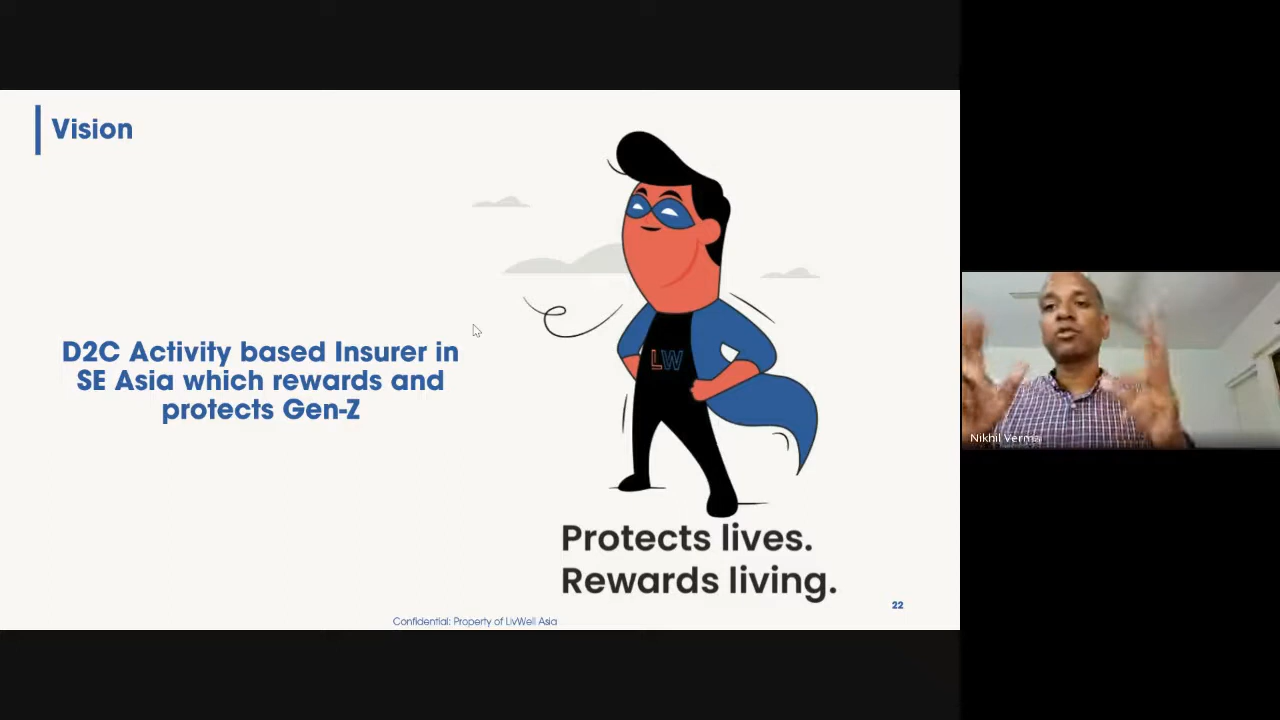 Vision
D2C Activity based Insurer in
SE Asia which rewards and
protects Gen-Z
LW
Protects lives.
Rewards living.
22
Confidential: Property of LivWell Asia
Nikhil Verma